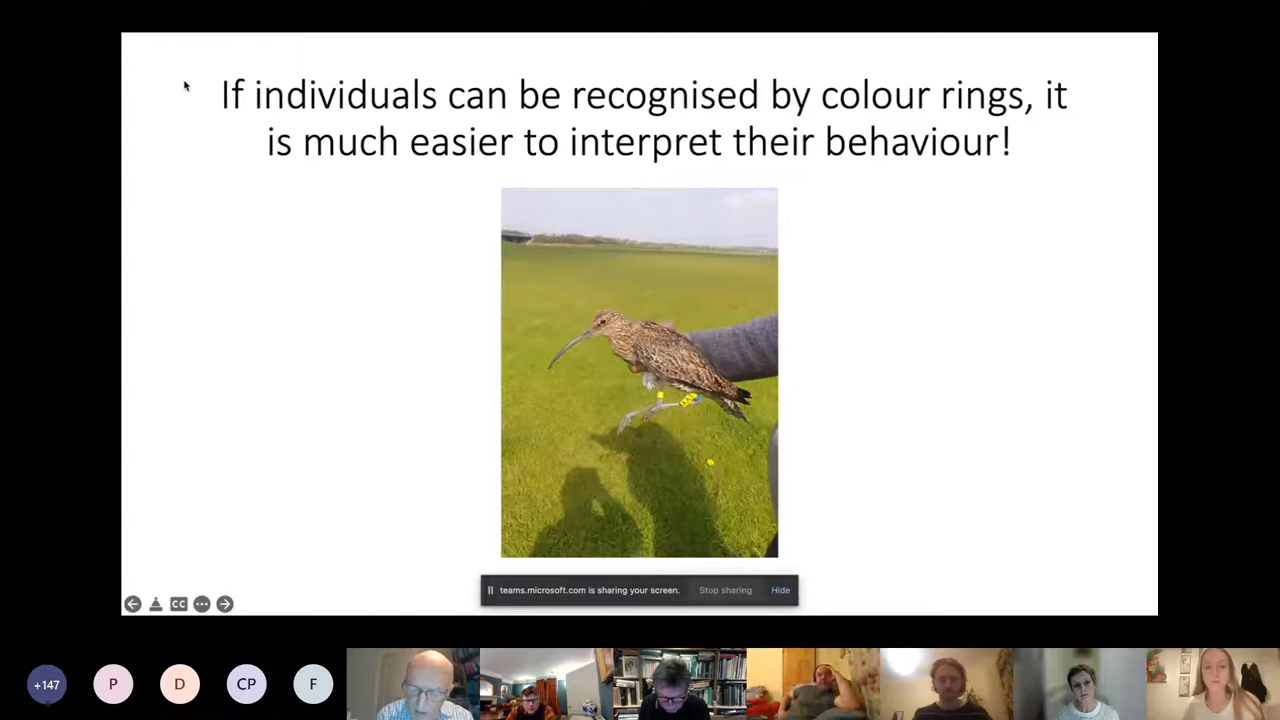 If individuals can be recognised by colour rings, it
is much easier to interpret their behaviour!
teams.microsoft.com is sharing your screen.
Stop sharing
Hide
CC
+147
P
D
CP
F